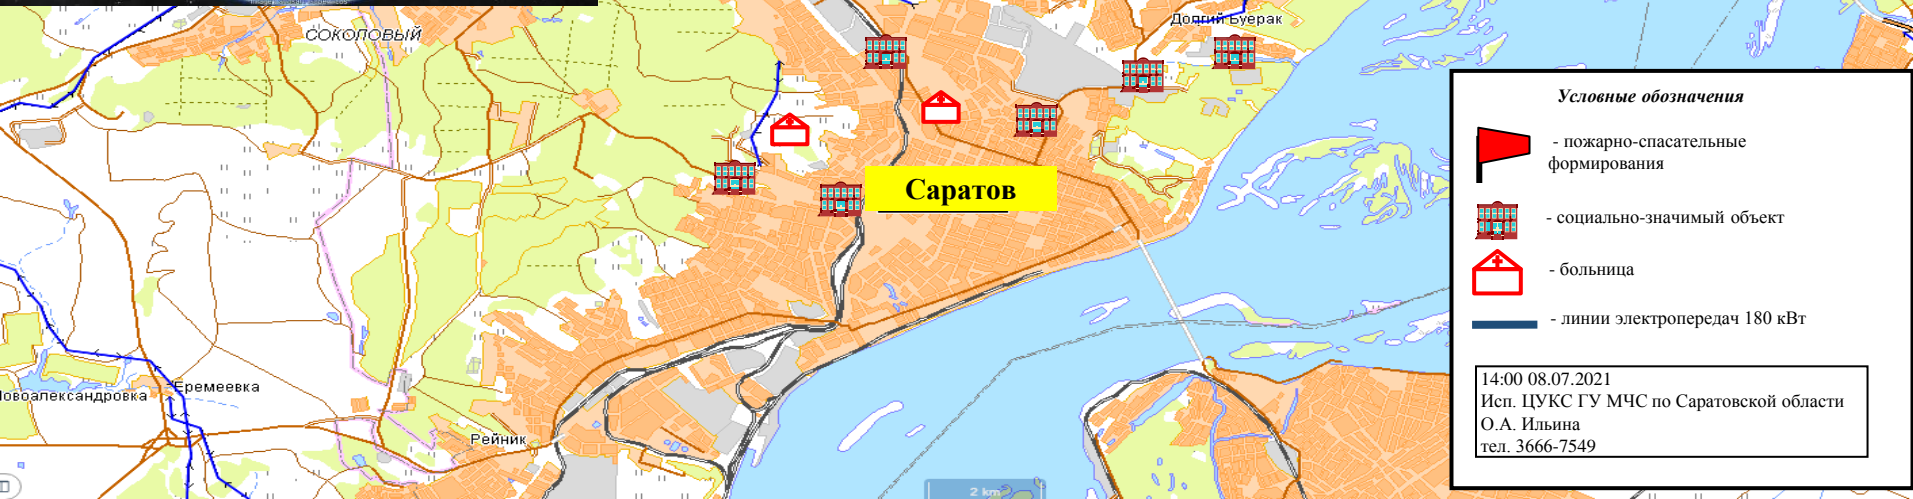 СОКОЛОВЫЙ
Долгий Буерак
Саратов
Еремеевка
Рейник
2 km
Условные обозначения
- пожарно-спасательные
формирования
- социально-значимый объект
- больница
- линии электропередач 180 кВт
14:00 08.07.2021
Исп. ЦУКС ГУ МЧС по Саратовской области
О.А. Ильина
тел. 3666-7549